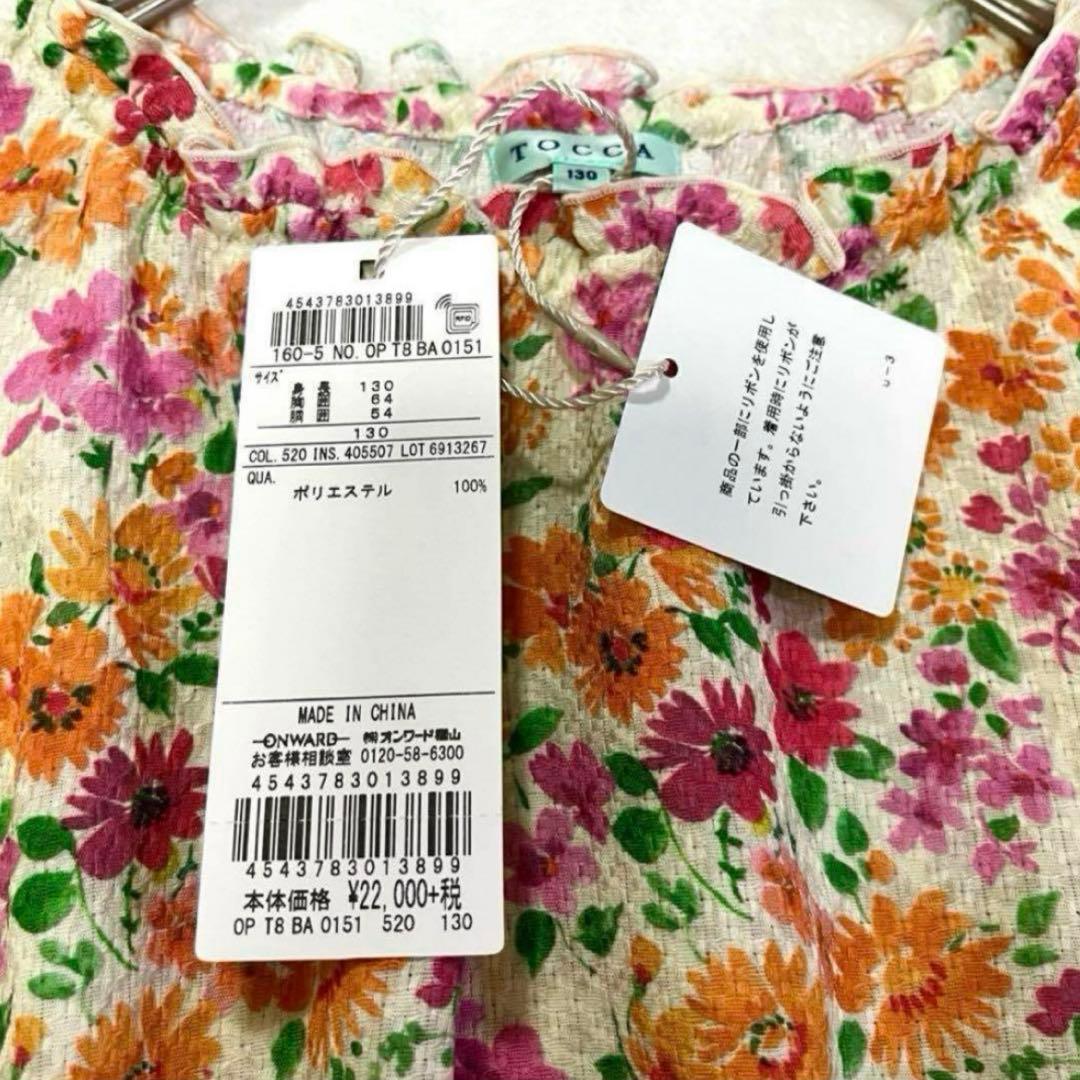 TOCCA
130
4543783013899
RFID
160-5 NO. OP T8 BA 0151
サイズ
身長 130
胸囲 64
胴囲 54
130
COL. 520 INS. 405507 LOT 6913267
QUA.
ポリエステル 100%
MADE IN CHINA
ONWARD ㈱オンワード樫山
お客様相談室 0120-58-6300
4543783013899
4543783013899
本体価格 ¥22,000+税
OP T8 BA 0151 520 130
商品の一部にリボンを使用し
ています。着用時にリボンが
引っ掛からないようにご注意
下さい。